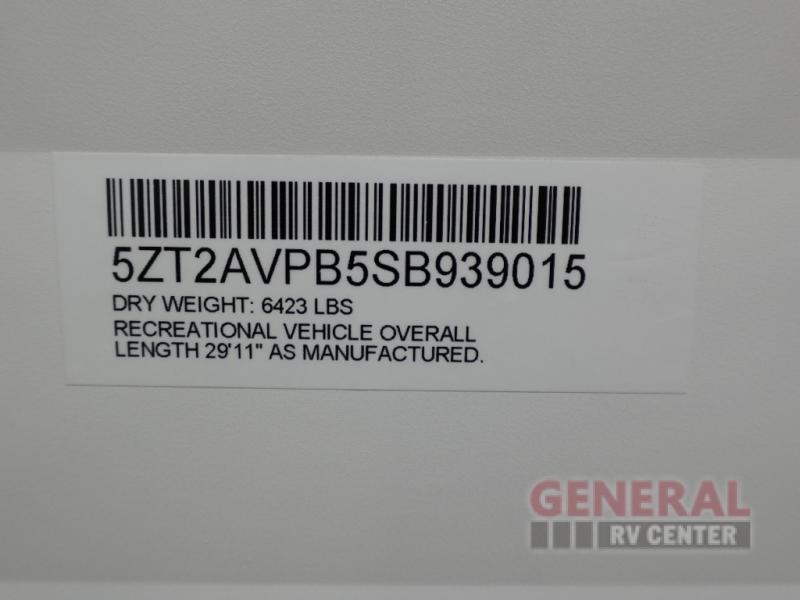 5ZT2AVPB5SB939015
DRY WEIGHT: 6423 LBS
RECREATIONAL VEHICLE OVERALL
LENGTH 29'11" AS MANUFACTURED.
GENERAL
RV CENTER